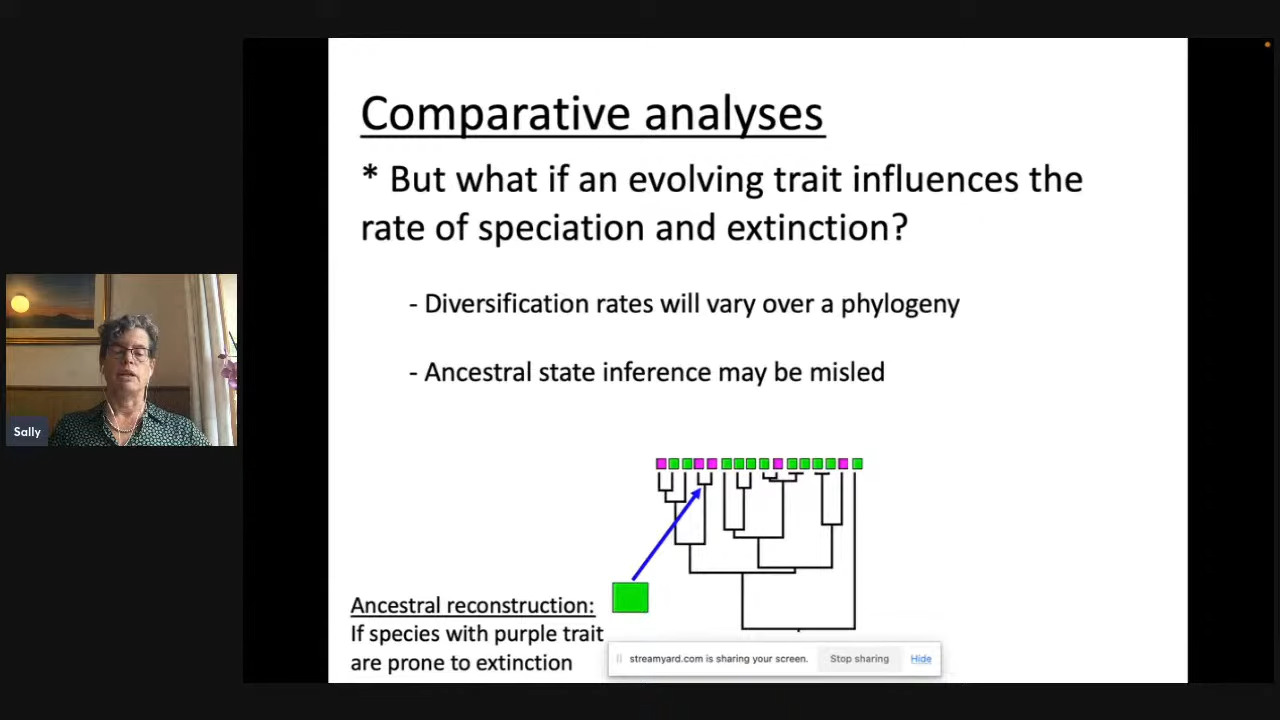 Comparative analyses
* But what if an evolving trait influences the
rate of speciation and extinction?
- Diversification rates will vary over a phylogeny
- Ancestral state inference may be misled
Sally
Ancestral reconstruction:
If species with purple trait
are prone to extinction
streamyard.com is sharing your screen. Stop sharing Hide